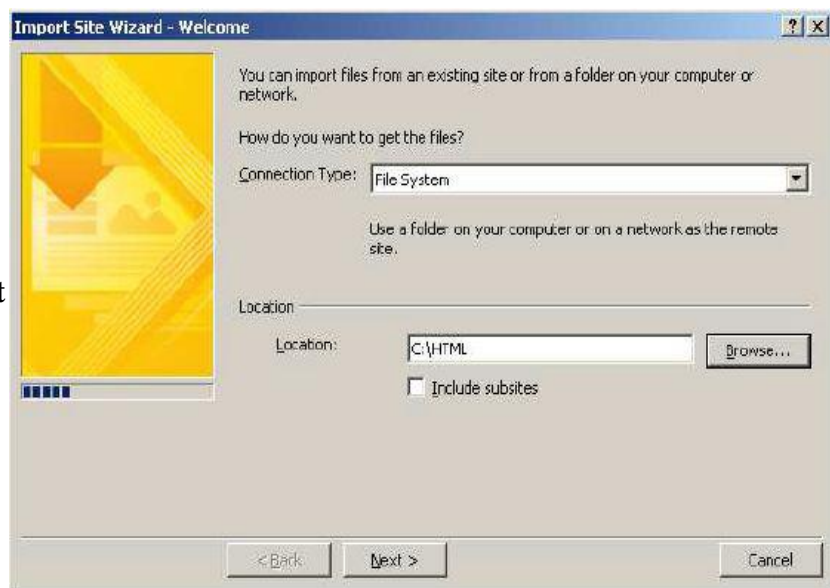 Import Site Wizard - Welcome
You can import files from an existing site or from a folder on your computer or
network.
How do you want to get the files?
Connection Type: File System
Use a folder on your computer or on a network as the remote
site.
t
Location
Location: C:\HTML Browse...
Include subsites
< Back Next > Cancel